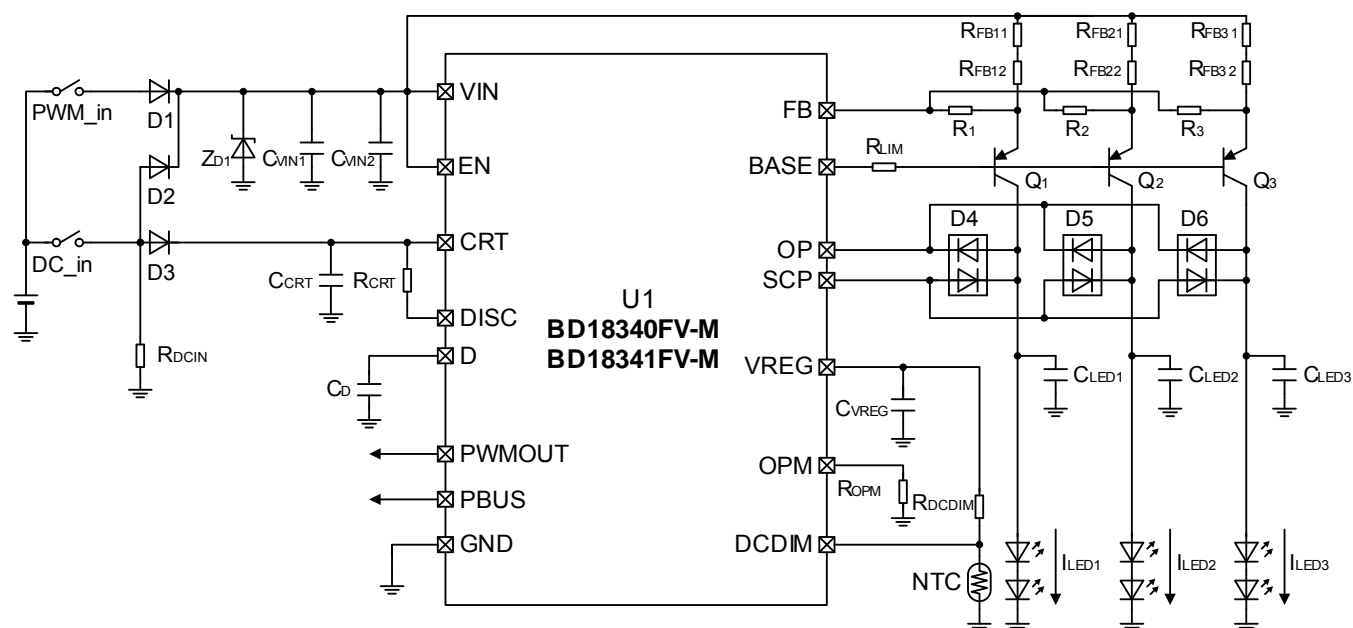 RFB11
RFB21
RFB31
RFB12
RFB22
RFB32
PWM_in
D1
VIN
FB
R1
R2
R3
D2
ZD1
CVIN1
CVIN2
EN
RLIM
BASE
Q1
Q2
Q3
DC_in
D3
CRT
D4
D5
D6
OP
SCP
CCRT
RCRT
U1
BD18340FV-M
BD18341FV-M
DISC
RDCIN
D
CD
VREG
CVREG
CLED1
CLED2
CLED3
PWMOUT
OPM
ROPM
RDCDIM
PBUS
GND
DCDIM
NTC
ILED1
ILED2
ILED3